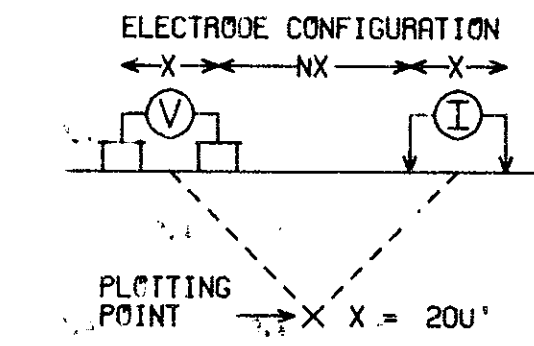 ELECTRODE CONFIGURATION
X NX X
V I
PLOTTING
POINT X X = 200'